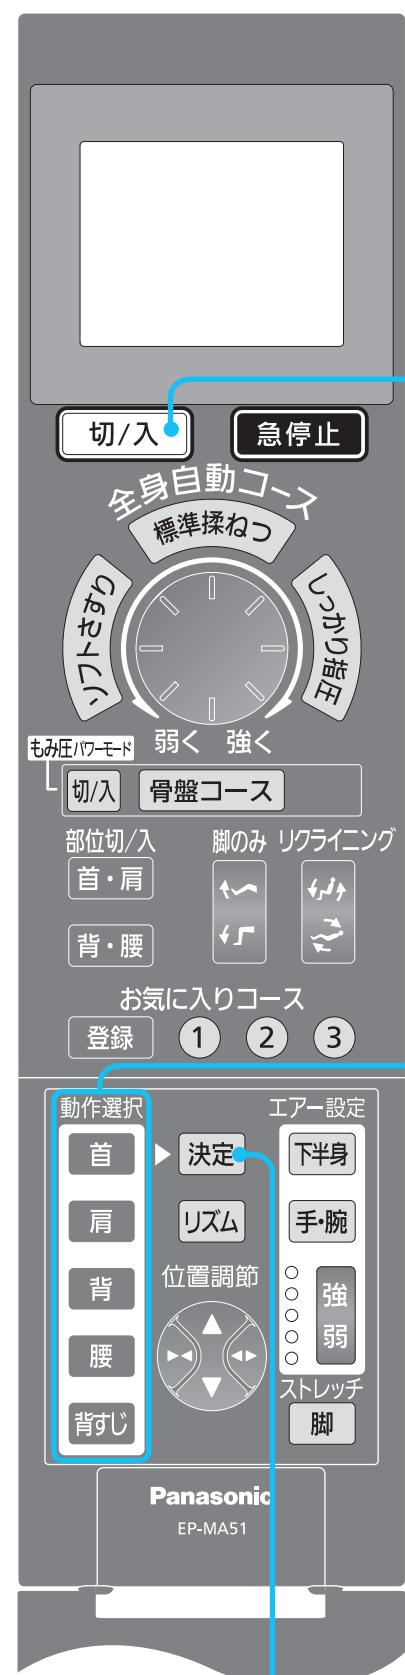 切/入 急停止
全身自動コース
標準揉ねつ
ソフトさすり
しっかり指圧
弱く 強く
もみ圧パワーモード
切/入 骨盤コース
部位切/入 脚のみ リクライニング
首・肩
背・腰
お気に入りコース
登録 1 2 3
動作選択 エアー設定
首 決定 下半身
肩 リズム 手・腕
背 位置調節 強
腰 弱
ストレッチ
背すじ 脚
Panasonic
EP-MA51